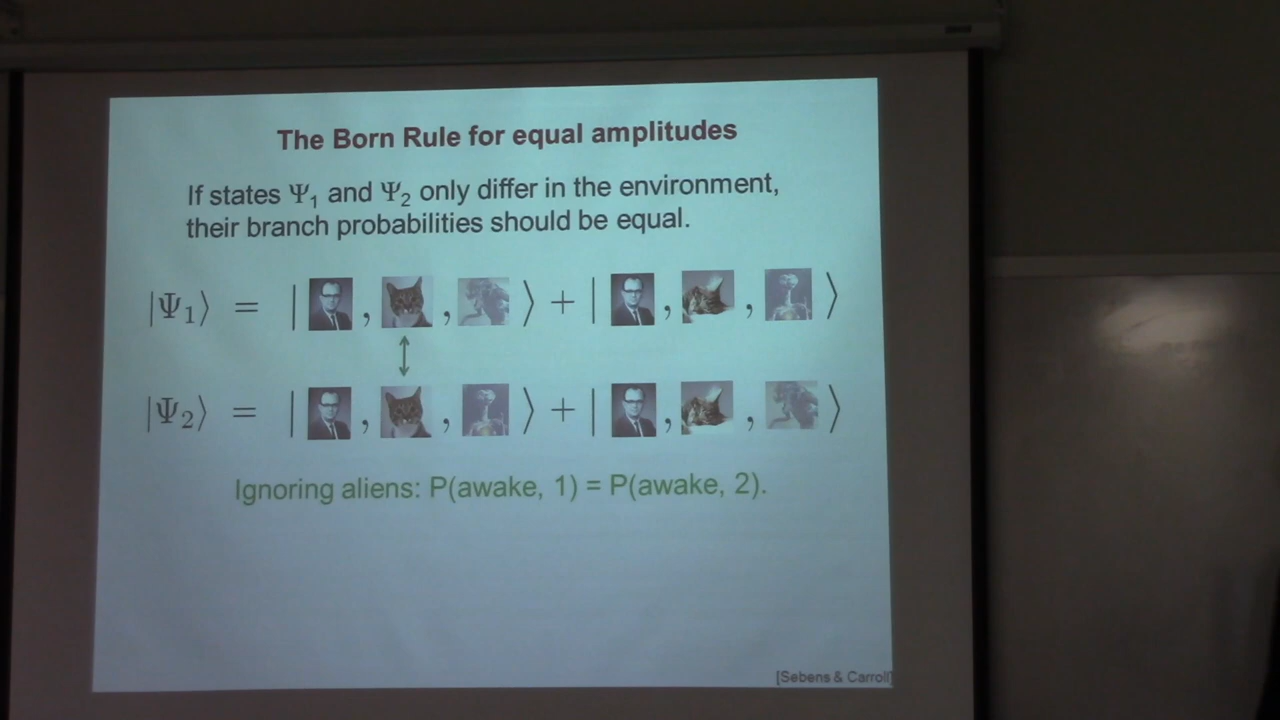 The Born Rule for equal amplitudes
If states Ψ₁ and Ψ₂ only differ in the environment,
their branch probabilities should be equal.
|Ψ₁⟩ = | , , ⟩ + | , , ⟩
|Ψ₂⟩ = | , , ⟩ + | , , ⟩
Ignoring aliens: P(awake, 1) = P(awake, 2).
[Sebens & Carroll]